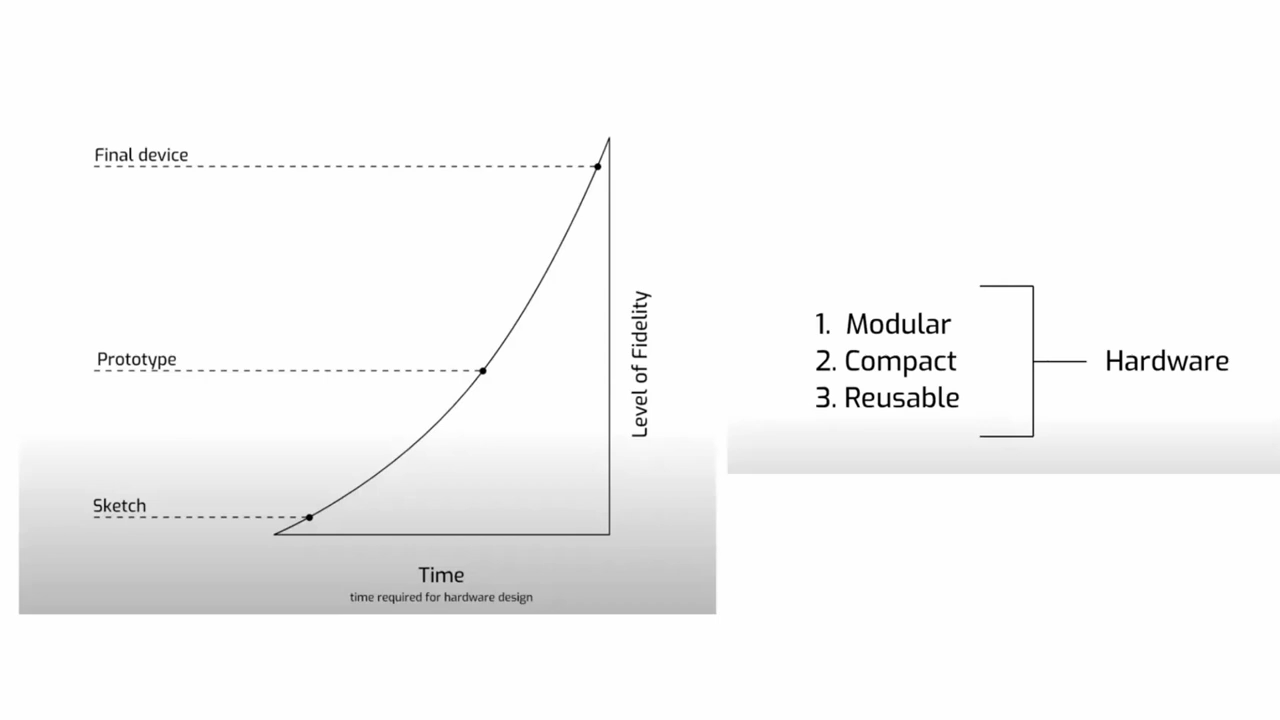 Final device
Prototype
Sketch
Level of Fidelity
Time
time required for hardware design
1. Modular
2. Compact
3. Reusable
Hardware